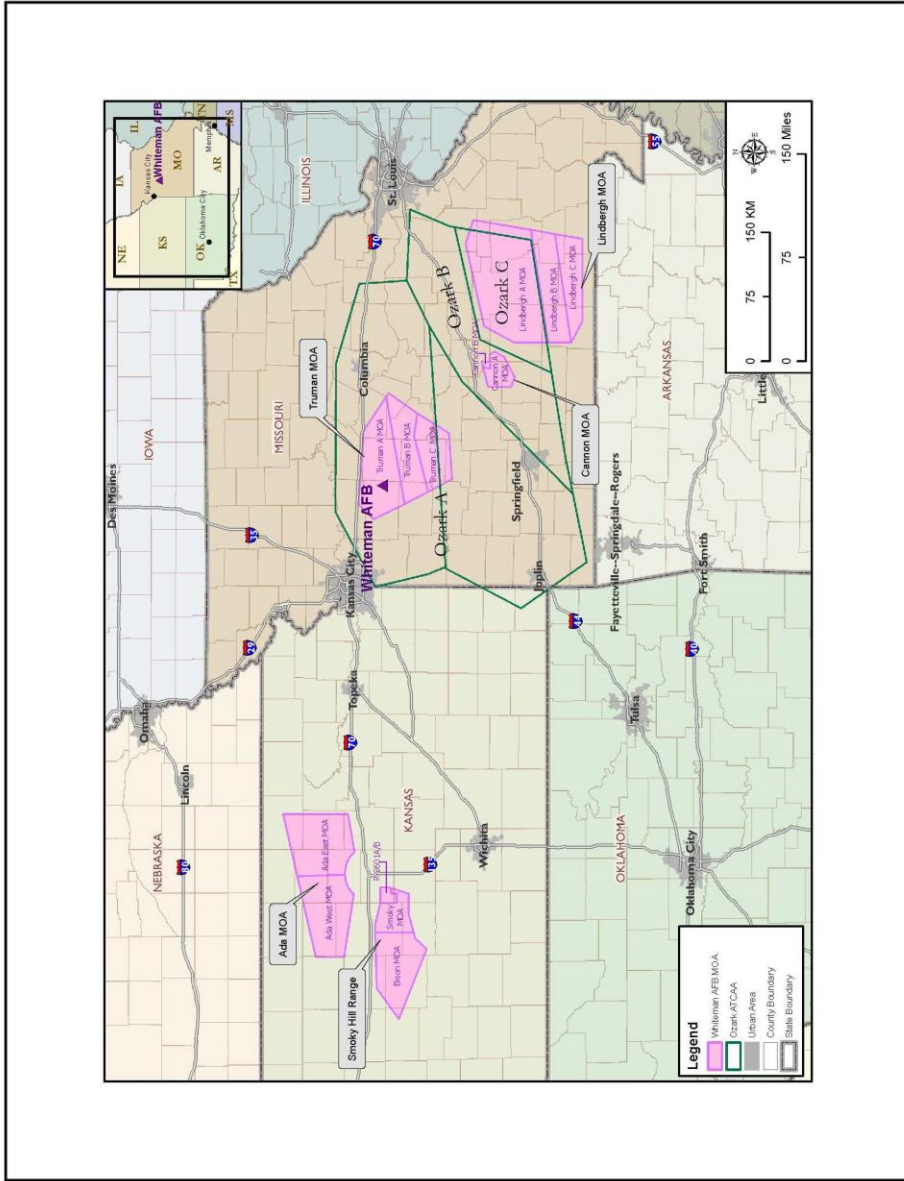 NE
IA
IL
Kansas City
Whiteman AFB
KS
MO
OK
Oklahoma City
AR
Memphis
TN
MS
TX
NEBRASKA
IOWA
Des Moines
Omaha
Lincoln
80
29
35
MISSOURI
ILLINOIS
Ada MOA
Ada West MOA
Ada East MOA
Truman MOA
70
Topeka
Kansas City
Whiteman AFB
Columbia
70
St. Louis
Truman A MOA
Truman B MOA
Truman C MOA
Smoky Hill Range
Bison MOA
Smoky
MOA
KANSAS
135
Wichita
Ozark A
Ozark B
Ozark C
Cannon B MOA
Cannon A
MOA
Lindbergh A MOA
Lindbergh B MOA
Lindbergh C MOA
Springfield
Joplin
Cannon MOA
Lindbergh MOA
44
Fayetteville--Springdale--Rogers
Tulsa
OKLAHOMA
ARKANSAS
55
40
Oklahoma City
Fort Smith
Little
Legend
Whiteman AFB MOA
Ozark ATCAA
Urban Area
County Boundary
State Boundary
N
W
E
S
0 75 150 KM
0 75 150 Miles